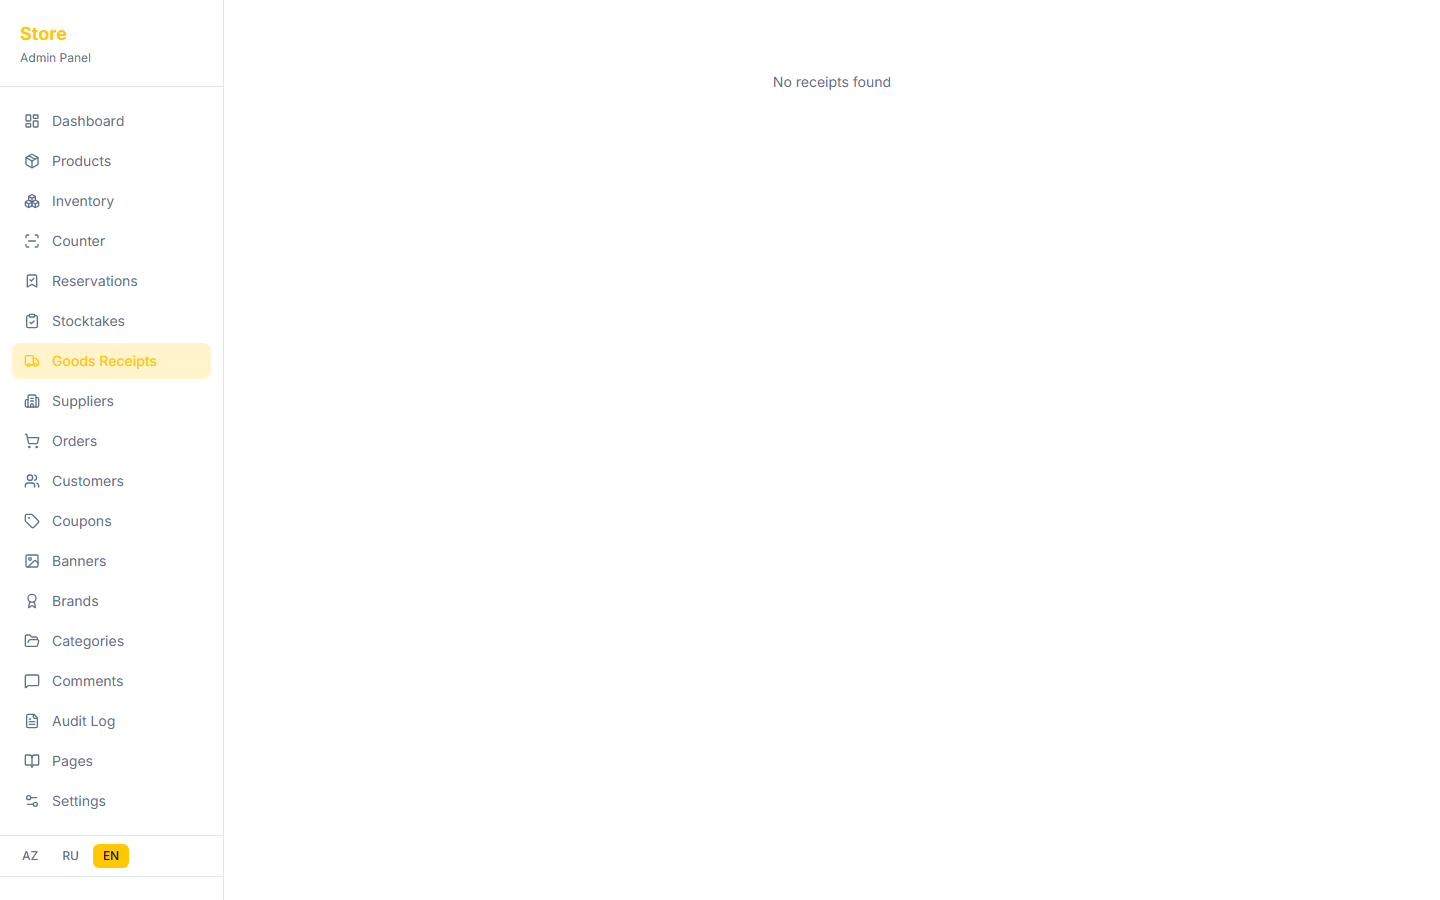 Store
Admin Panel
Dashboard
Products
Inventory
Counter
Reservations
Stocktakes
Goods Receipts
Suppliers
Orders
Customers
Coupons
Banners
Brands
Categories
Comments
Audit Log
Pages
Settings
AZ RU EN
No receipts found